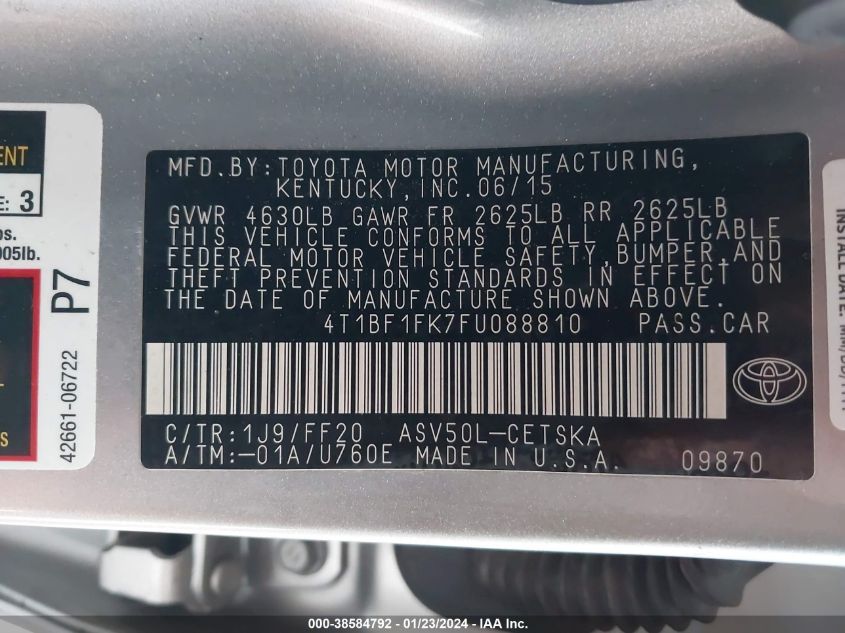 MFD.BY:TOYOTA MOTOR MANUFACTURING,
KENTUCKY,INC.06/15
GVWR 4630LB GAWR FR 2625LB RR 2625LB
THIS VEHICLE CONFORMS TO ALL APPLICABLE
FEDERAL MOTOR VEHICLE SAFETY,BUMPER,AND
THEFT PREVENTION STANDARDS IN EFFECT ON
THE DATE OF MANUFACTURE SHOWN ABOVE.
4T1BF1FK7FU088810 PASS.CAR
C/TR:1J9/FF20 ASV50L-CETSKA
A/TM:-01A/U760E MADE IN U.S.A. 09870
ENT
E: 3
os.
005lb.
S
P7
42661-06722
INSTALL DATE:
000-38584792 - 01/23/2024 - IAA Inc.